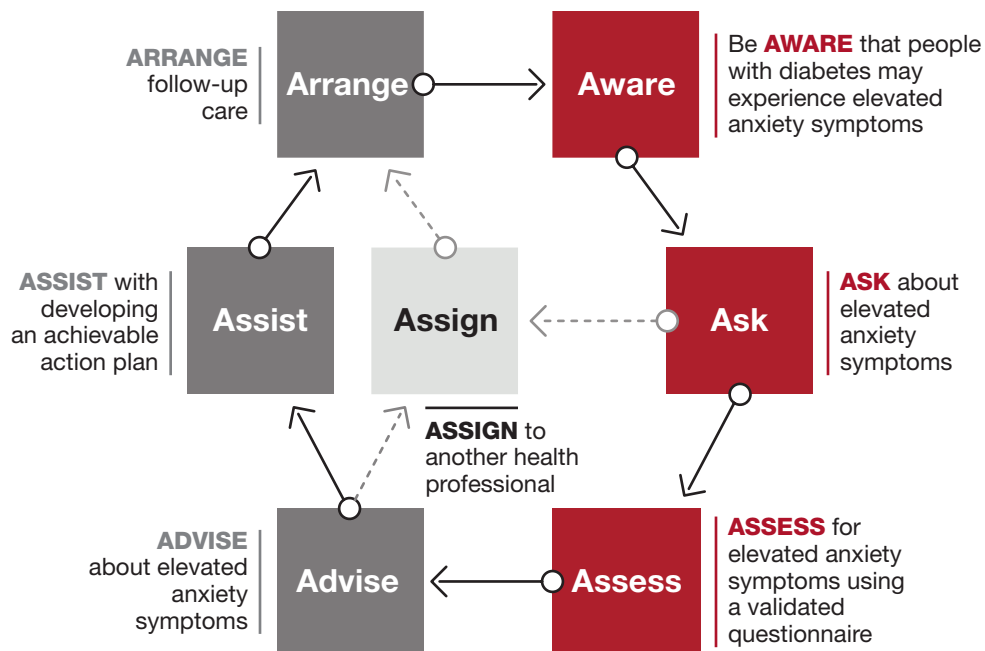 ARRANGE
follow-up
care
Arrange
Aware
Be AWARE that people
with diabetes may
experience elevated
anxiety symptoms
ASSIST with
developing
an achievable
action plan
Assist
Assign
ASSIGN to
another health
professional
Ask
ASK about
elevated
anxiety
symptoms
ADVISE
about elevated
anxiety
symptoms
Advise
Assess
ASSESS for
elevated anxiety
symptoms using
a validated
questionnaire